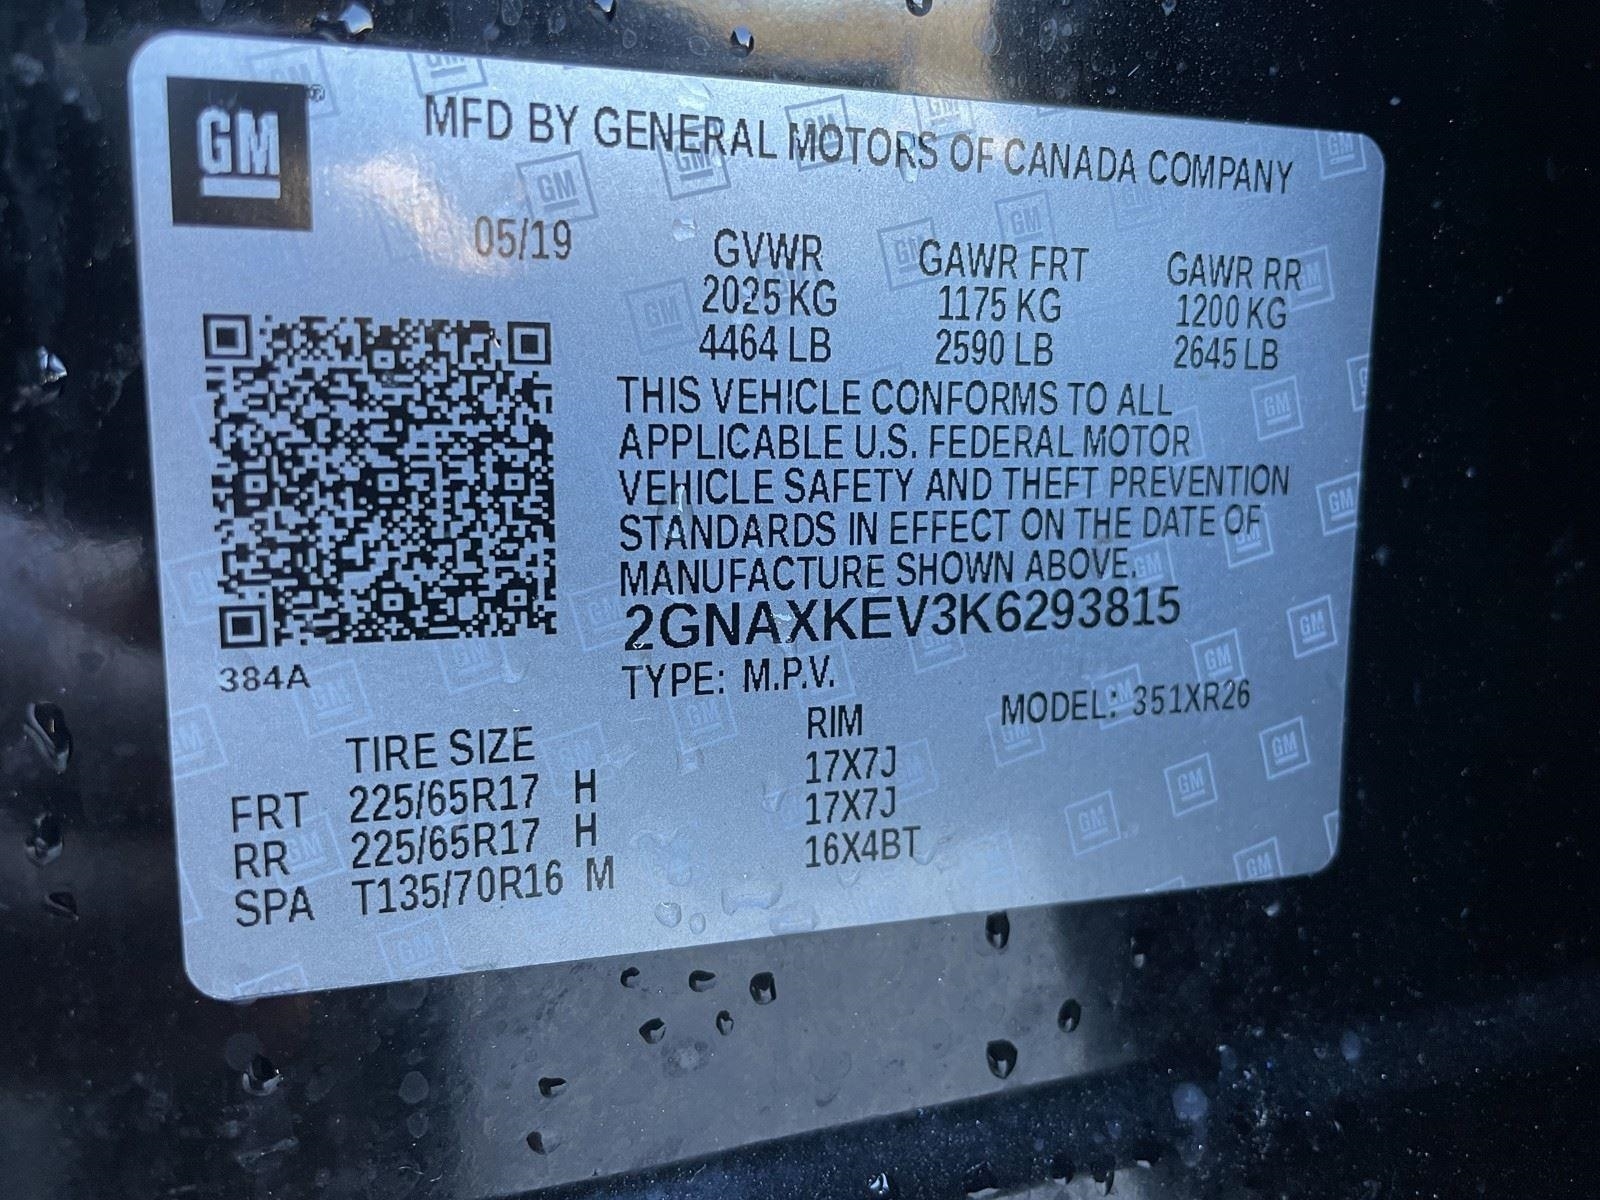 GM
MFD BY GENERAL MOTORS OF CANADA COMPANY
05/19
GVWR GAWR FRT GAWR RR
2025 KG 1175 KG 1200 KG
4464 LB 2590 LB 2645 LB
THIS VEHICLE CONFORMS TO ALL
APPLICABLE U.S. FEDERAL MOTOR
VEHICLE SAFETY AND THEFT PREVENTION
STANDARDS IN EFFECT ON THE DATE OF
MANUFACTURE SHOWN ABOVE.
2GNAXKEV3K6293815
384A
TYPE: M.P.V.
MODEL: 351XR26
TIRE SIZE RIM
FRT 225/65R17 H 17X7J
RR 225/65R17 H 17X7J
SPA T135/70R16 M 16X4BT